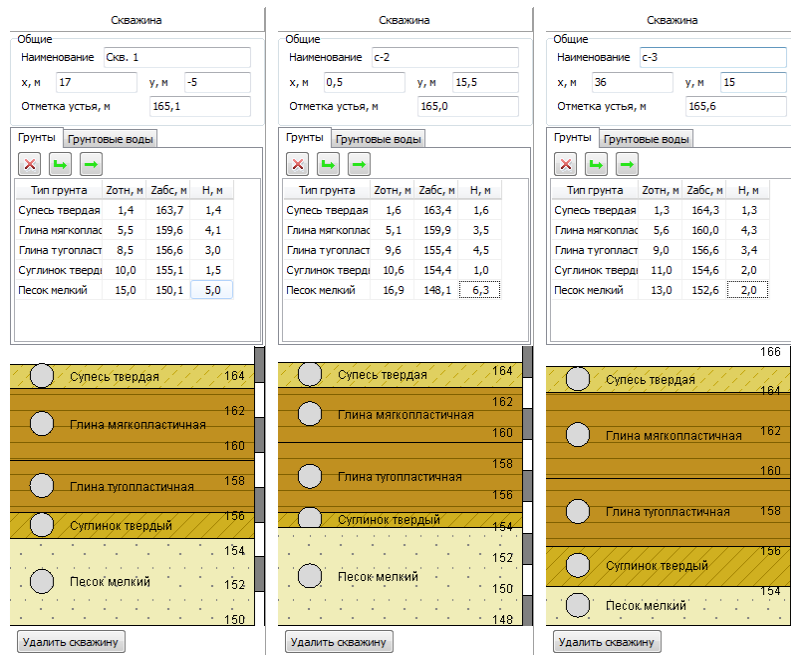 Скважина
Общие
Наименование Скв. 1
x, м 17 y, м -5
Отметка устья, м 165,1
Грунты Грунтовые воды
Тип грунта Zотн, м Zабс, м Н, м
Супесь твердая 1,4 163,7 1,4
Глина мягкоплас 5,5 159,6 4,1
Глина тугопласт 8,5 156,6 3,0
Суглинок тверды 10,0 155,1 1,5
Песок мелкий 15,0 150,1 5,0
Супесь твердая 164
162
Глина мягкопластичная
160
158
Глина тугопластичная
156
Суглинок твердый
154
Песок мелкий 152
150
Удалить скважину
Скважина
Общие
Наименование с-2
x, м 0,5 y, м 15,5
Отметка устья, м 165,0
Грунты Грунтовые воды
Тип грунта Zотн, м Zабс, м Н, м
Супесь твердая 1,6 163,4 1,6
Глина мягкоплас 5,1 159,9 3,5
Глина тугопласт 9,6 155,4 4,5
Суглинок тверды 10,6 154,4 1,0
Песок мелкий 16,9 148,1 6,3
Супесь твердая 164
162
Глина мягкопластичная
160
158
Глина тугопластичная
156
Суглинок твердый
154
152
Песок мелкий
150
148
Удалить скважину
Скважина
Общие
Наименование с-3
x, м 36 y, м 15
Отметка устья, м 165,6
Грунты Грунтовые воды
Тип грунта Zотн, м Zабс, м Н, м
Супесь твердая 1,3 164,3 1,3
Глина мягкоплас 5,6 160,0 4,3
Глина тугопласт 9,0 156,6 3,4
Суглинок тверды 11,0 154,6 2,0
Песок мелкий 13,0 152,6 2,0
166
Супесь твердая
164
Глина мягкопластичная 162
160
Глина тугопластичная 158
156
Суглинок твердый
154
Песок мелкий
Удалить скважину